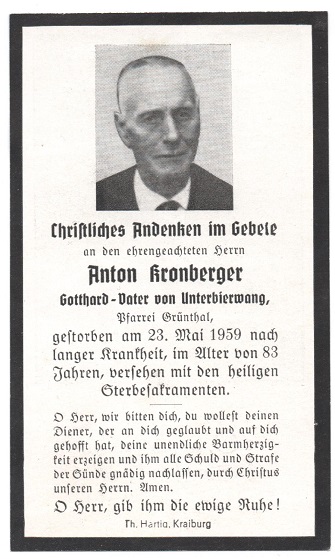 Christliches Andenken im Gebete
an den ehrengeachteten Herrn
Anton Kronberger
Gotthard-Vater von Unterbierwang,
Pfarrei Grünthal,
gestorben am 23. Mai 1959 nach
langer Krankheit, im Alter von 83
Jahren, versehen mit den heiligen
Sterbesakramenten.
O Herr, wir bitten dich, du wollest deinen
Diener, der an dich geglaubt und auf dich
gehofft hat, deine unendliche Barmherzig-
keit erzeigen und ihm alle Schuld und Strafe
der Sünde gnädig nachlassen, durch Christus
unseren Herrn. Amen.
O Herr, gib ihm die ewige Ruhe!
Th. Hartig, Kraiburg